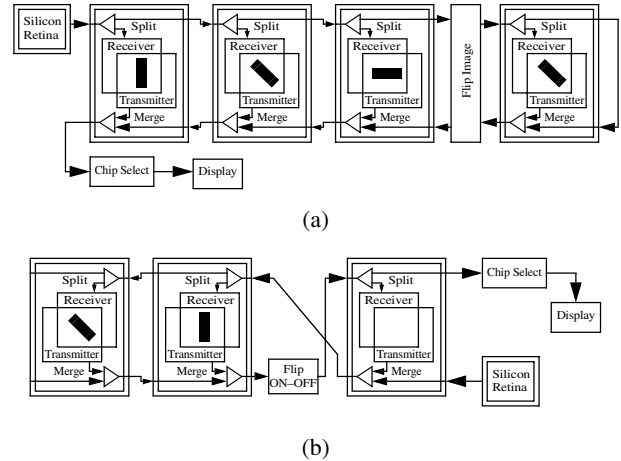 Silicon
Retina
Split
Receiver
Transmitter
Merge
Split
Receiver
Transmitter
Merge
Split
Receiver
Transmitter
Merge
Flip Image
Split
Receiver
Transmitter
Merge
Chip Select
Display
(a)
Split
Receiver
Transmitter
Merge
Split
Receiver
Transmitter
Merge
Flip
ON–OFF
Split
Receiver
Transmitter
Merge
Chip Select
Display
Silicon
Retina
(b)